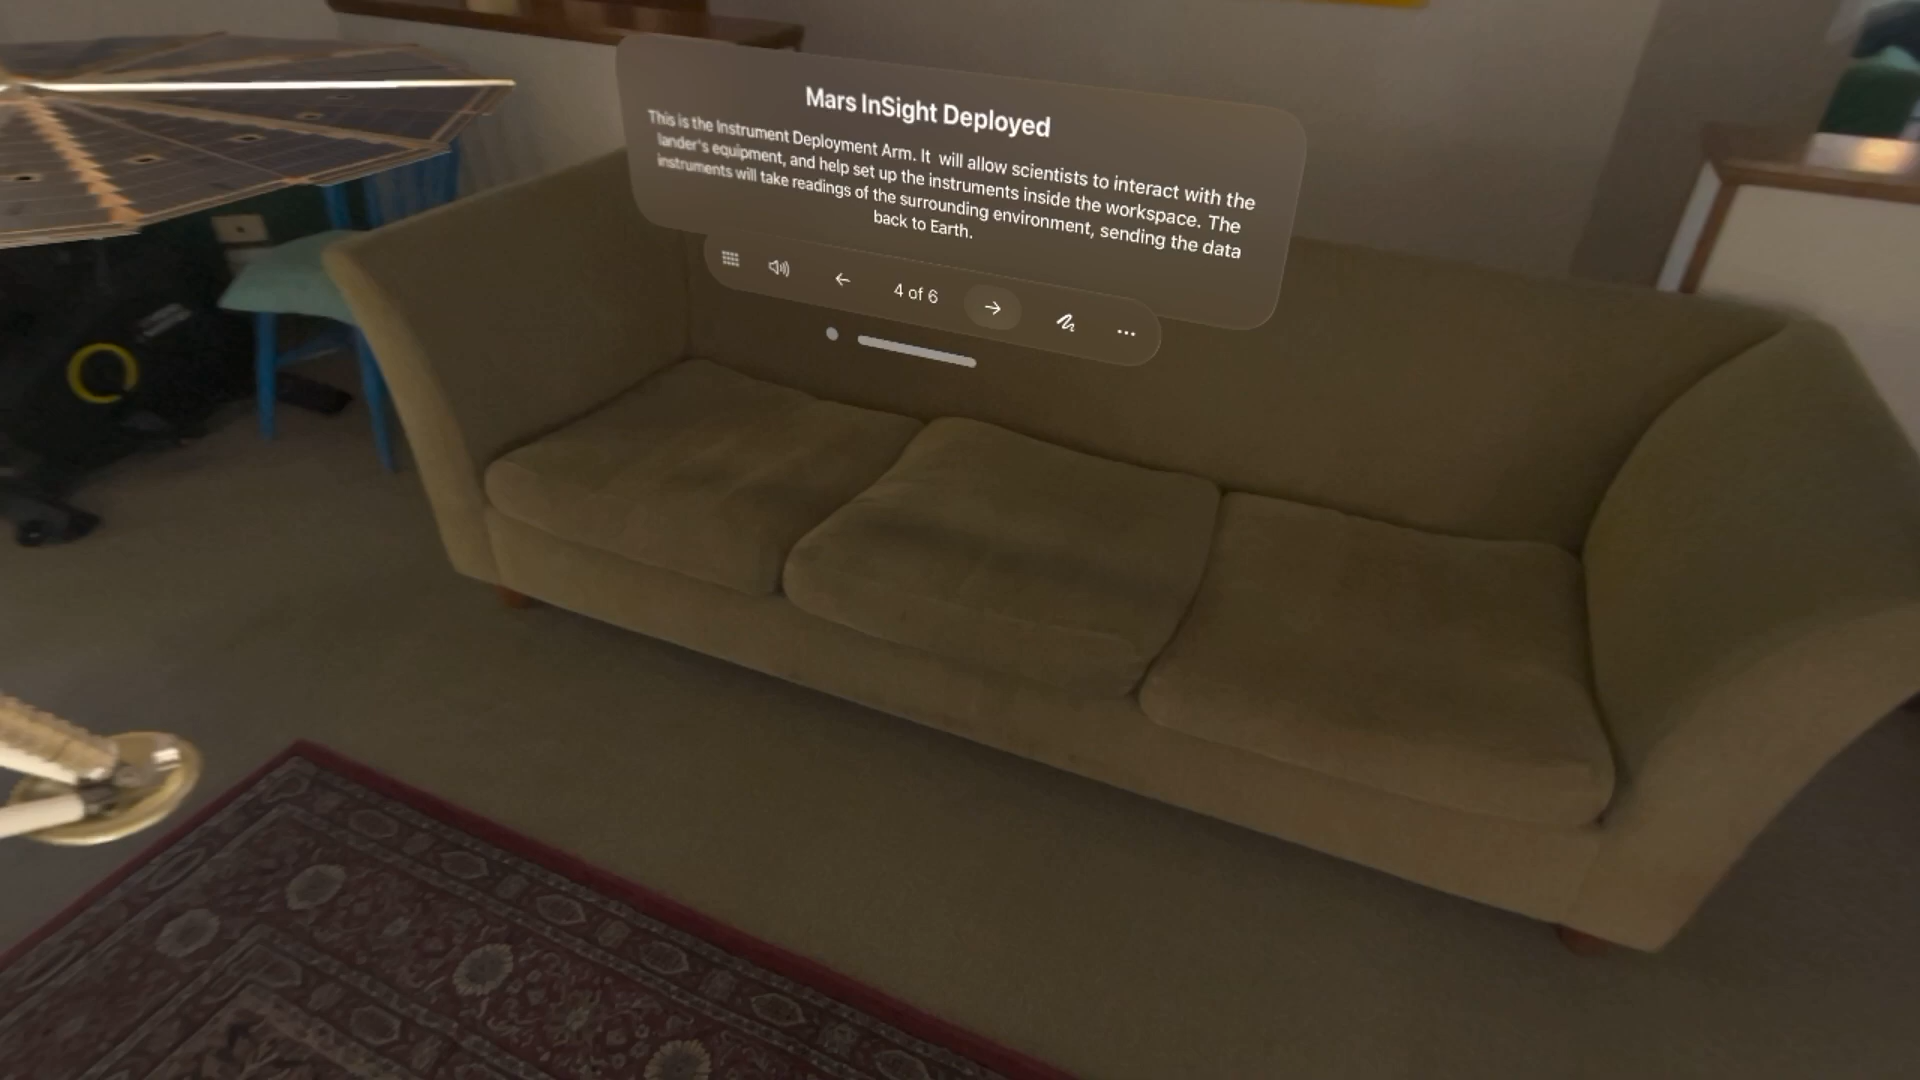 Mars InSight Deployed
This is the Instrument Deployment Arm. It  will allow scientists to interact with the
lander's equipment, and help set up the instruments inside the workspace. The
instruments will take readings of the surrounding environment, sending the data
back to Earth.
4 of 6